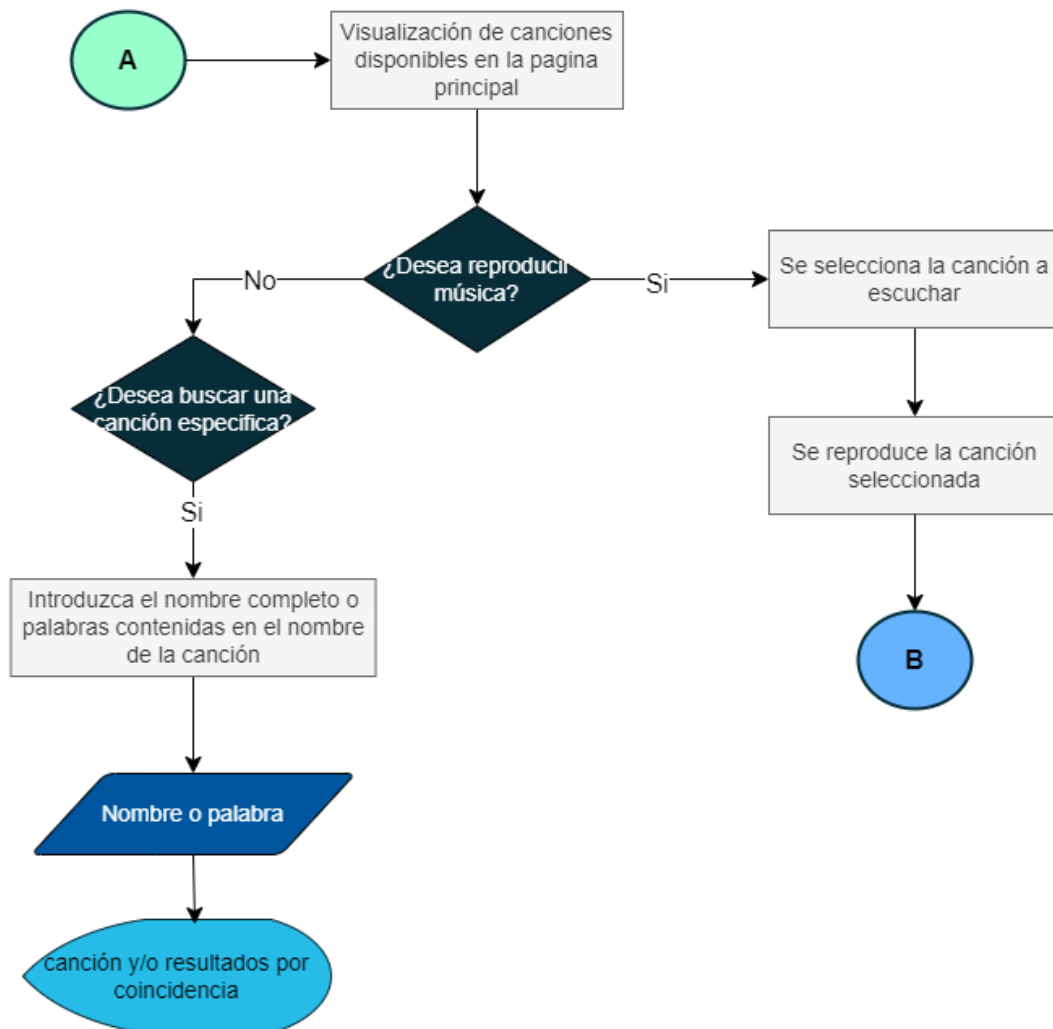 A
Visualización de canciones
disponibles en la pagina
principal
¿Desea reproducir
música?
No
Si
Se selecciona la canción a
escuchar
¿Desea buscar una
canción especifica?
Se reproduce la canción
seleccionada
Si
Introduzca el nombre completo o
palabras contenidas en el nombre
de la canción
B
Nombre o palabra
canción y/o resultados por
coincidencia